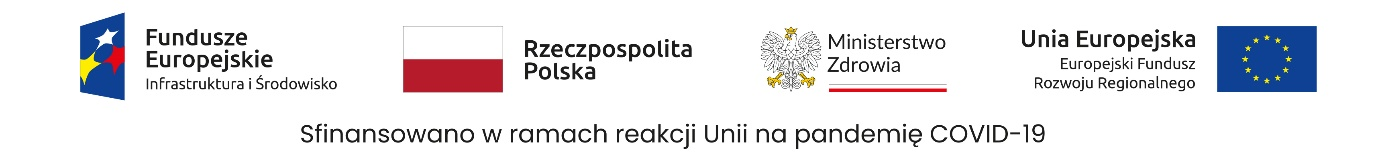 Fundusze
Europejskie
Infrastruktura i Środowisko
Rzeczpospolita
Polska
Ministerstwo
Zdrowia
Unia Europejska
Europejski Fundusz
Rozwoju Regionalnego
Sfinansowano w ramach reakcji Unii na pandemię COVID-19